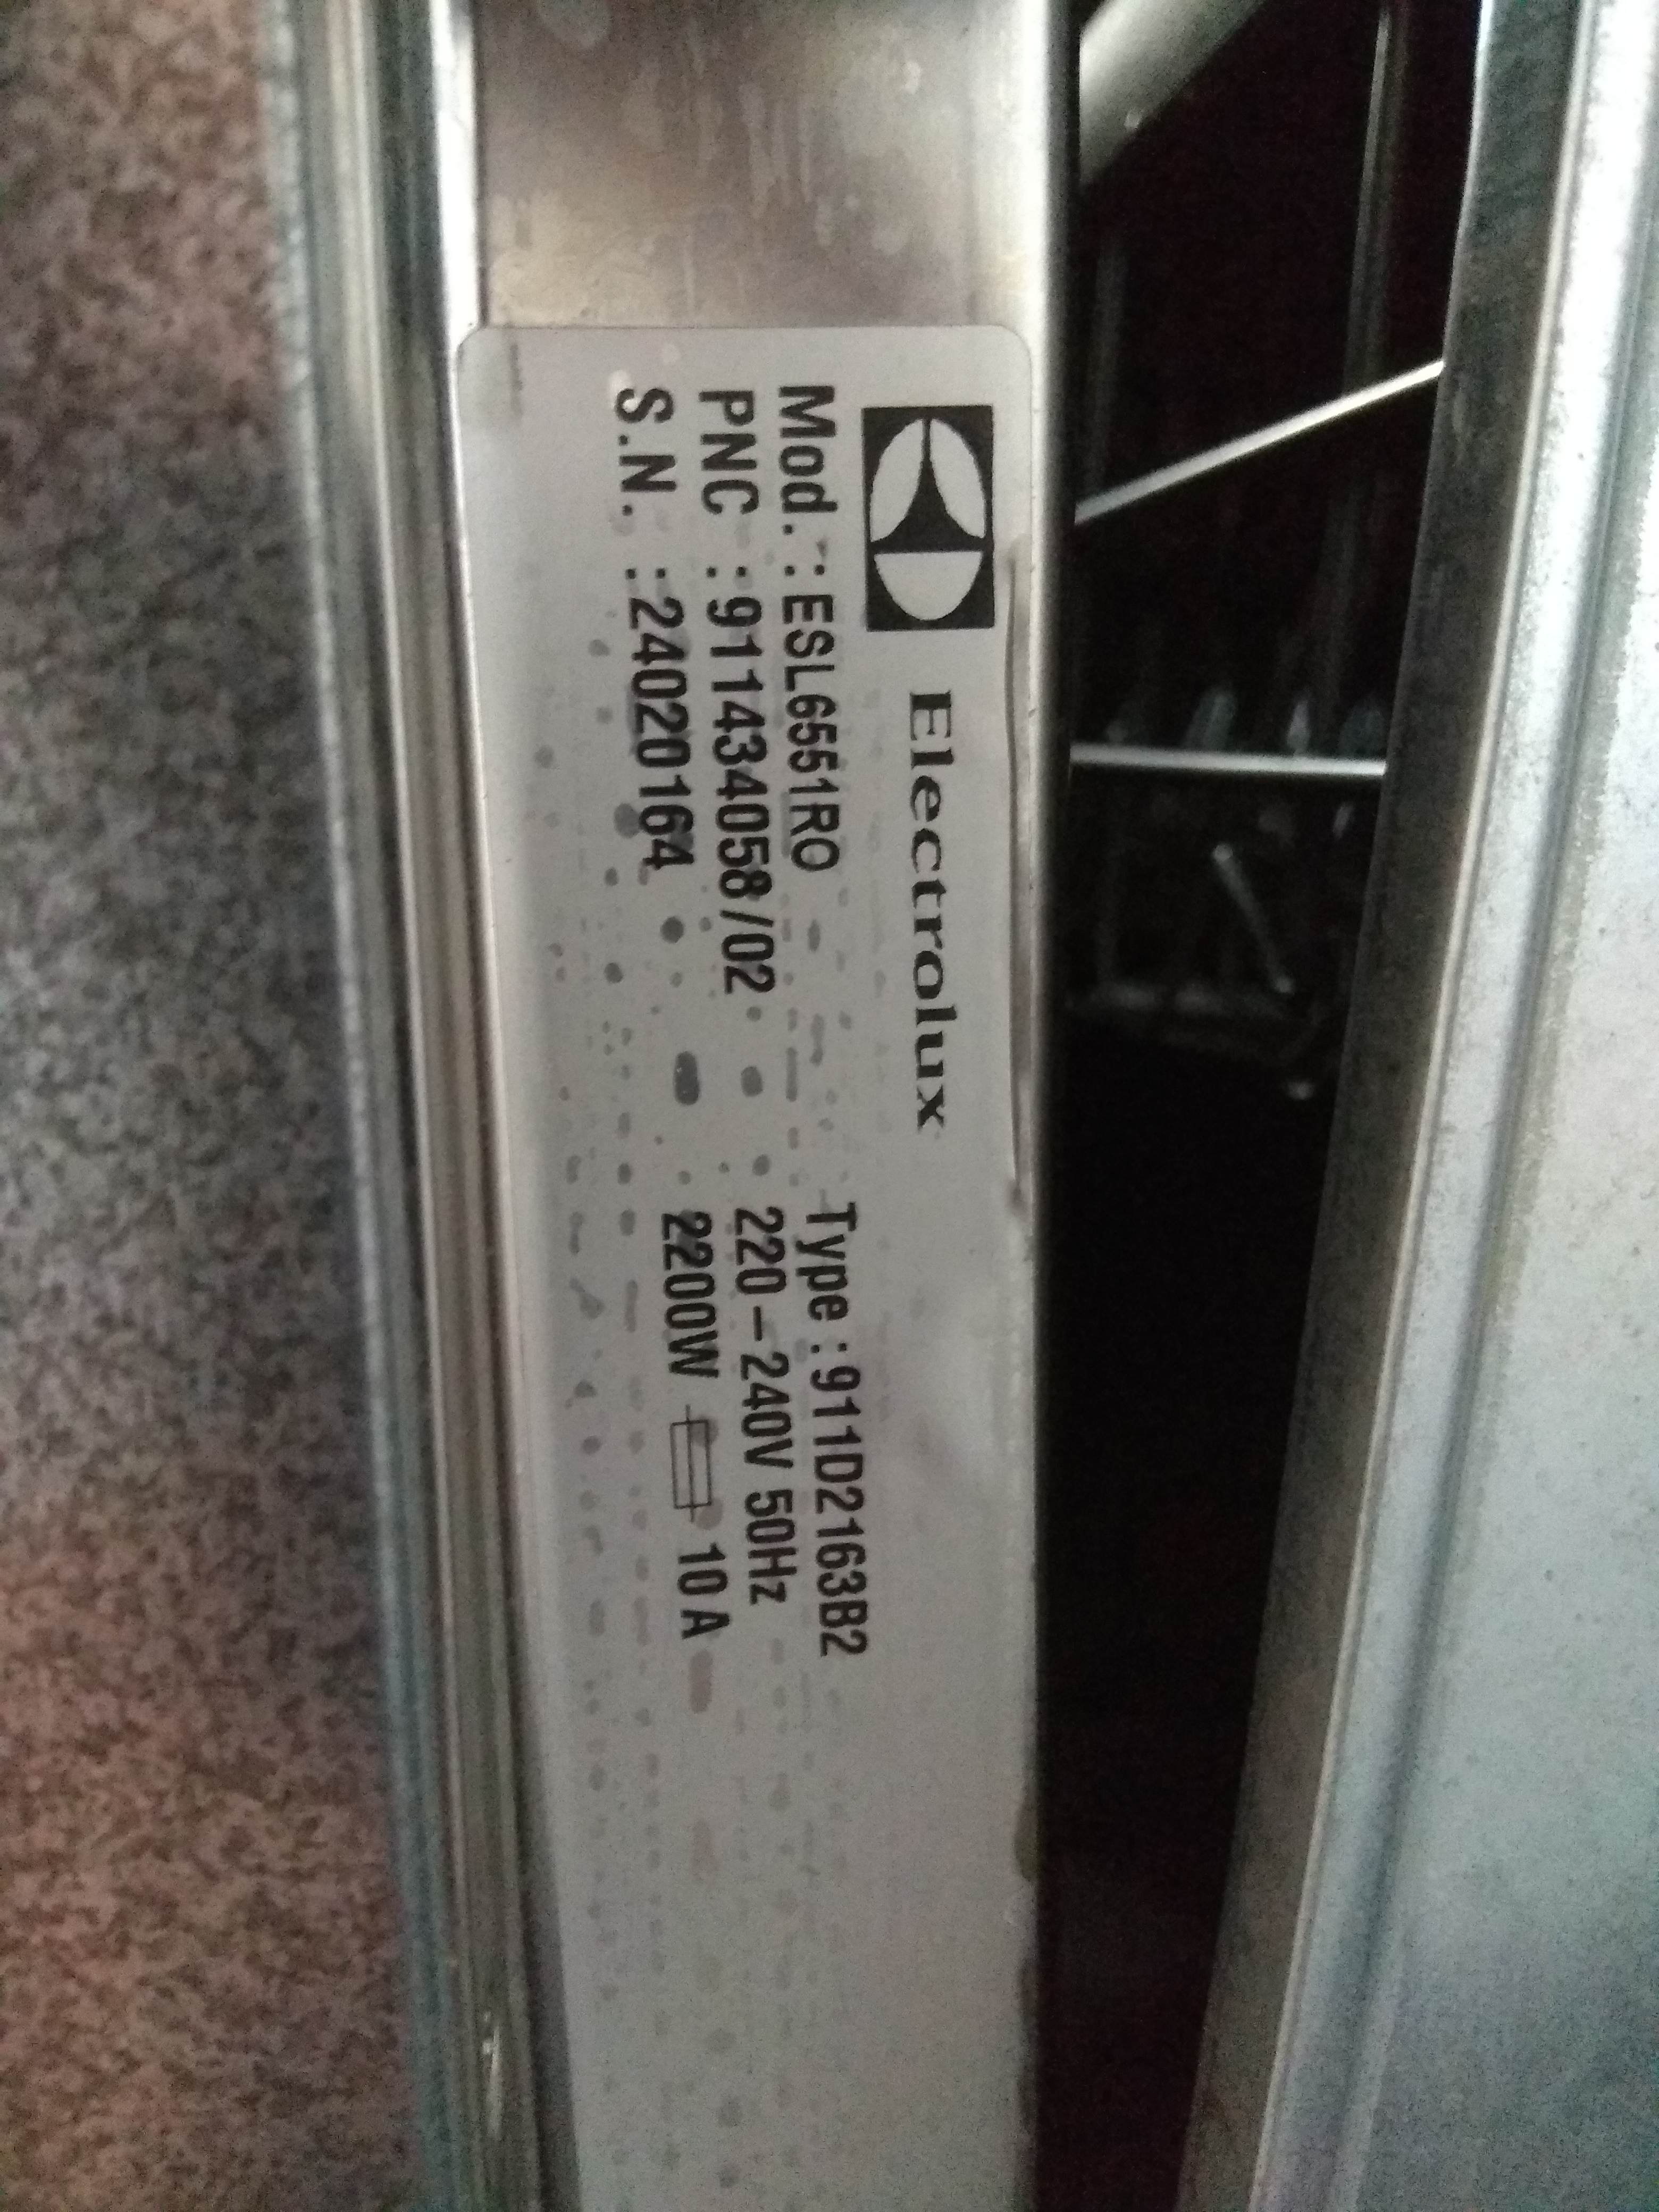 Electrolux
Mod. : ESL6551RO Type : 911D2163B2
PNC : 911434058/02 220-240V 50Hz
S.N. : 24020164 2200W 10 A